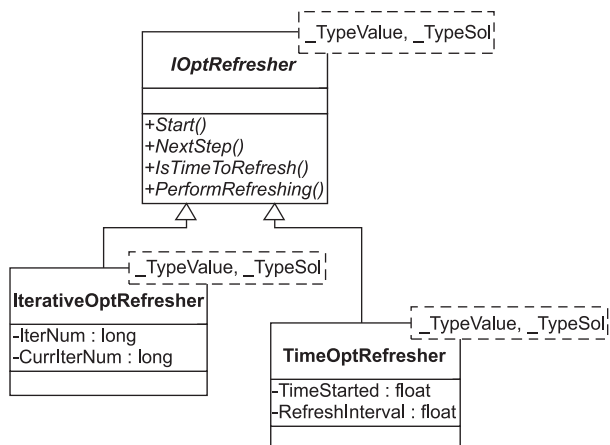 _TypeValue, _TypeSol
IOptRefresher
+Start()
+NextStep()
+IsTimeToRefresh()
+PerformRefreshing()
_TypeValue, _TypeSol
IterativeOptRefresher
-IterNum : long
-CurrIterNum : long
_TypeValue, _TypeSol
TimeOptRefresher
-TimeStarted : float
-RefreshInterval : float